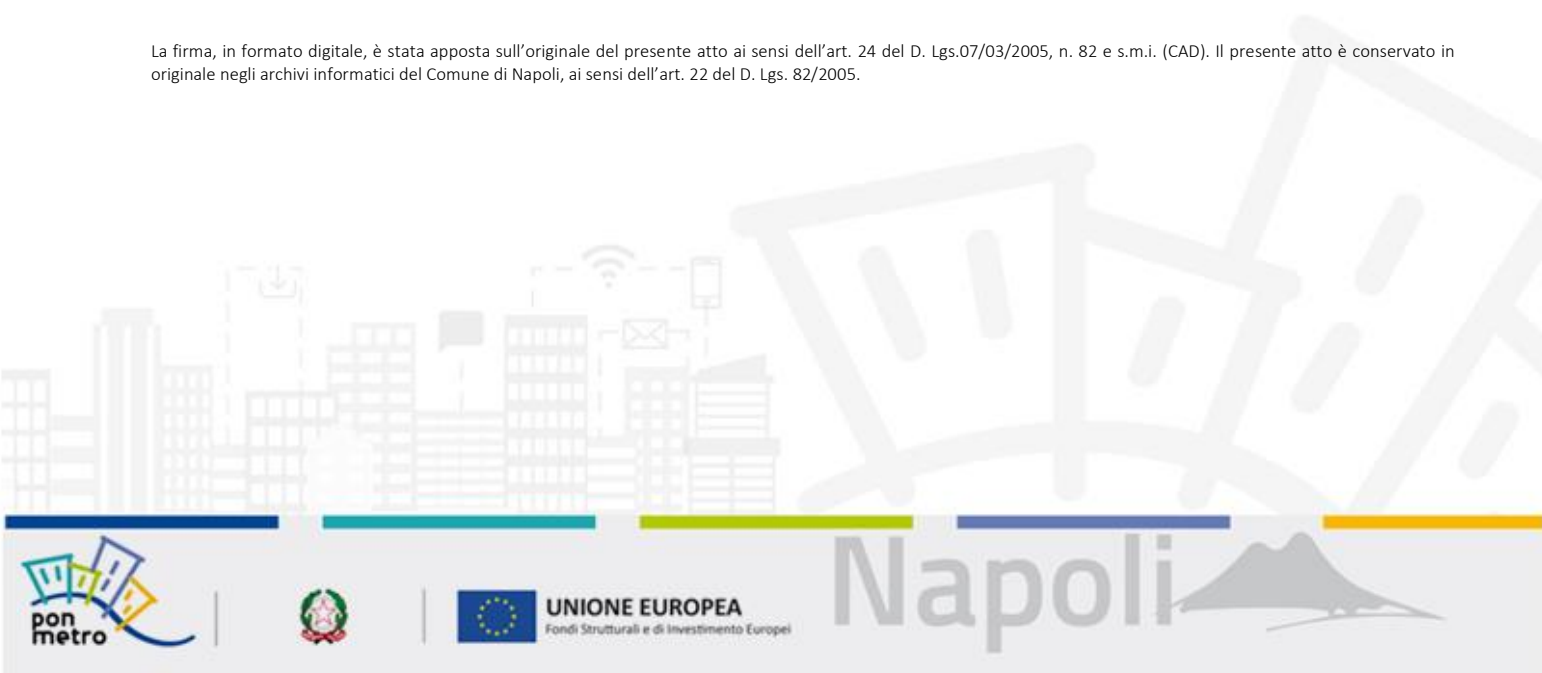 La firma, in formato digitale, è stata apposta sull’originale del presente atto ai sensi dell’art. 24 del D. Lgs.07/03/2005, n. 82 e s.m.i. (CAD). Il presente atto è conservato in
originale negli archivi informatici del Comune di Napoli, ai sensi dell’art. 22 del D. Lgs. 82/2005.
pon
metro
UNIONE EUROPEA
Fondi Strutturali e di Investimento Europei
Napoli